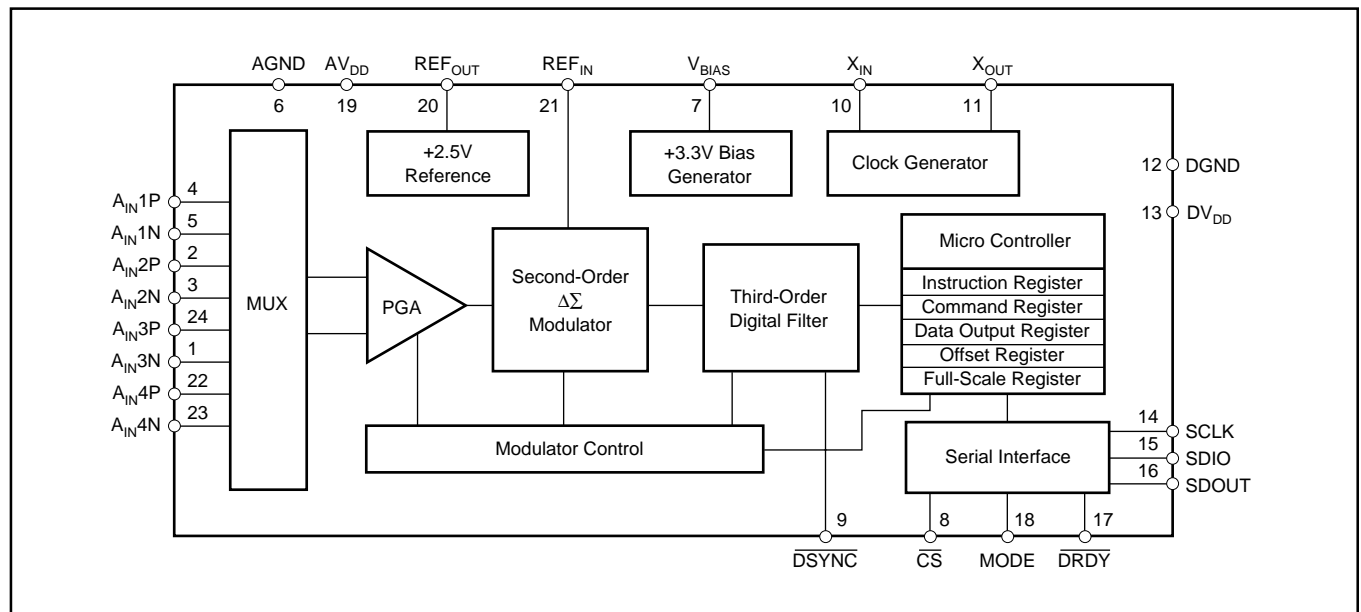 AGND AVDD REFOUT REFIN VBIAS XIN XOUT
6 19 20 21 7 10 11
+2.5V
Reference
+3.3V Bias
Generator
Clock Generator
12 DGND
13 DVDD
AIN1P 4
AIN1N 5
AIN2P 2
AIN2N 3
AIN3P 24
AIN3N 1
AIN4P 22
AIN4N 23
MUX
PGA
Second-Order
ΔΣ
Modulator
Third-Order
Digital Filter
Micro Controller
Instruction Register
Command Register
Data Output Register
Offset Register
Full-Scale Register
Modulator Control
Serial Interface
14 SCLK
15 SDIO
16 SDOUT
9 8 18 17
DSYNC CS MODE DRDY